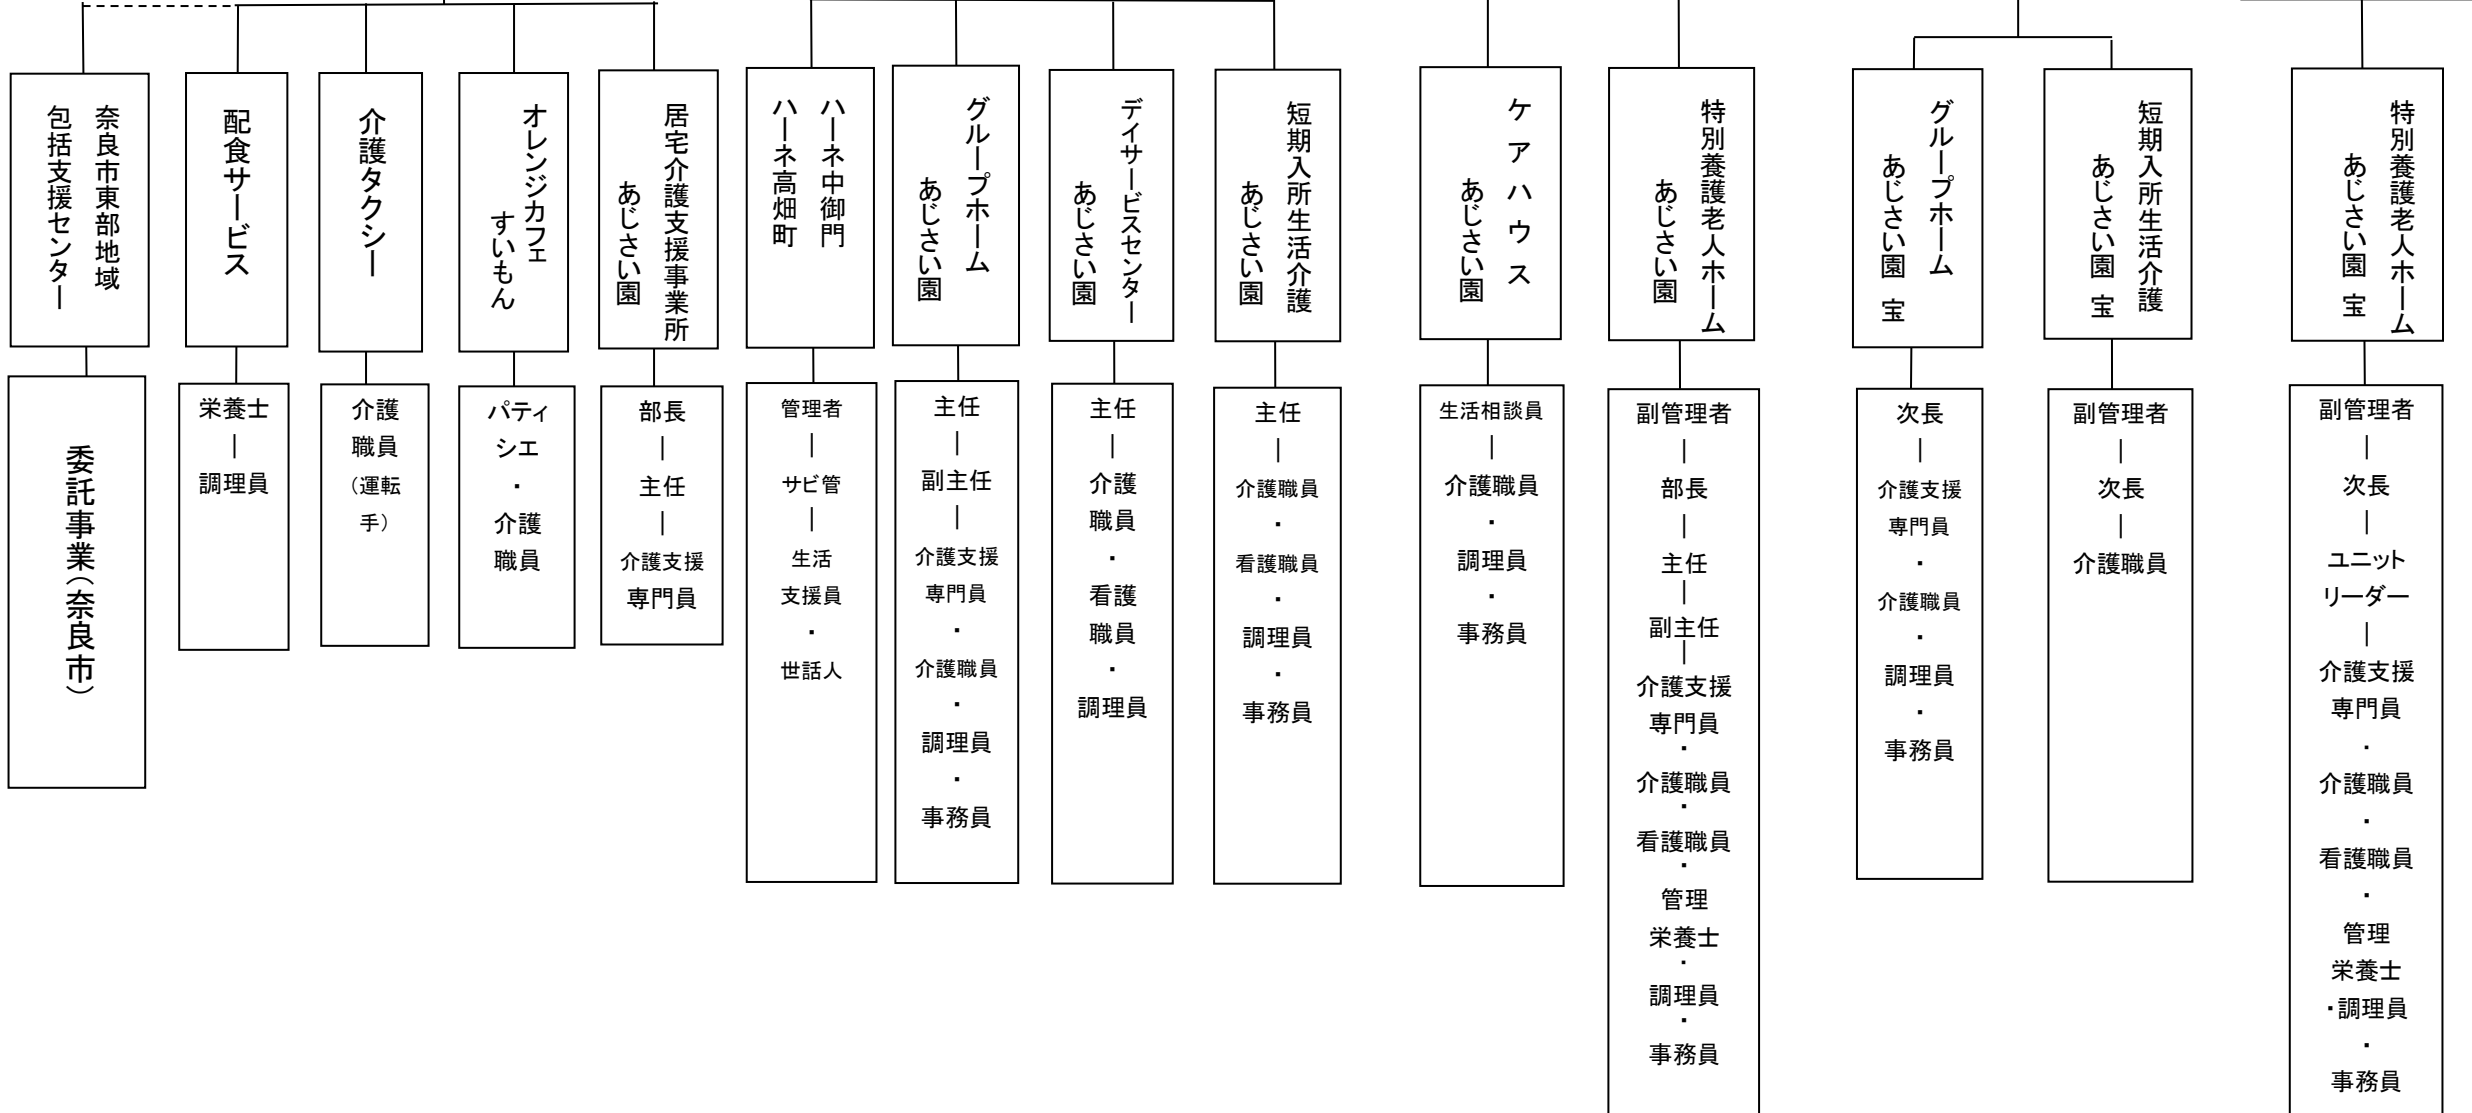 奈良市東部地域
包括支援センター
委託事業(奈良市)
配食サービス
栄養士
|
調理員
介護タクシー
介護
職員
(運転
手)
オレンジカフェ
すいもん
パティ
シエ
・
介護
職員
居宅介護支援事業所
あじさい園
部長
|
主任
|
介護支援
専門員
ハーネ中御門
ハーネ高畑町
管理者
|
サビ管
|
生活
支援員
・
世話人
グループホーム
あじさい園
主任
|
副主任
|
介護支援
専門員
・
介護職員
・
調理員
・
事務員
デイサービスセンター
あじさい園
主任
|
介護
職員
・
看護
職員
・
調理員
短期入所生活介護
あじさい園
主任
|
介護職員
・
看護職員
・
調理員
・
事務員
ケアハウス
あじさい園
生活相談員
|
介護職員
・
調理員
・
事務員
特別養護老人ホーム
あじさい園
副管理者
|
部長
|
主任
|
副主任
|
介護支援
専門員
・
介護職員
・
看護職員
・
管理
栄養士
・
調理員
・
事務員
グループホーム
あじさい園 宝
次長
|
介護支援
専門員
・
介護職員
・
調理員
・
事務員
短期入所生活介護
あじさい園 宝
副管理者
|
次長
|
介護職員
特別養護老人ホーム
あじさい園 宝
副管理者
|
次長
|
ユニット
リーダー
|
介護支援
専門員
・
介護職員
・
看護職員
・
管理
栄養士
・調理員
・
事務員